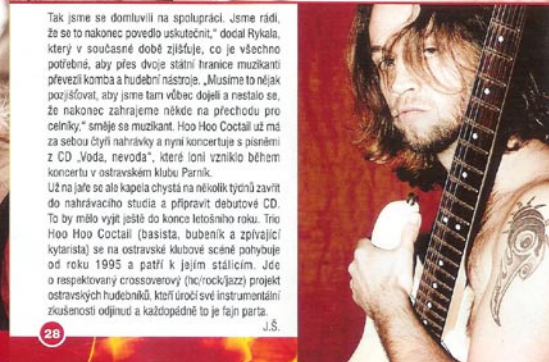 Tak jsme se domluvili na spolupráci. Jsme rádi,
že se to nakonec povedlo uskutečnit," dodal Rykala,
který v současné době zjišťuje, co je všechno
potřebné, aby přes dvoje státní hranice muzikanti
převezli komba a hudební nástroje. „Musíme to nějak
pozjišťovat, aby jsme tam vůbec dojeli a nestalo se,
že nakonec zahrajeme někde na přechodu pro
celníky," směje se muzikant. Hoo Hoo Coctail už má
za sebou čtyři nahrávky a nyní koncertuje s písněmi
z CD „Voda, nevoda", které loni vzniklo během
koncertu v ostravském klubu Parník.
Už na jaře se ale kapela chystá na několik týdnů zavřít
do nahrávacího studia a připravit debutové CD.
To by mělo vyjít ještě do konce letošního roku. Trio
Hoo Hoo Coctail (basista, bubeník a zpívající
kytarista) se na ostravské klubové scéně pohybuje
od roku 1995 a patří k jejím stálicím. Jde
o respektovaný crossoverový (hc/rock/jazz) projekt
ostravských hudebníků, kteří úročí své instrumentální
zkušenosti odjinud a každopádně to je fajn parta.
J.Š.
28